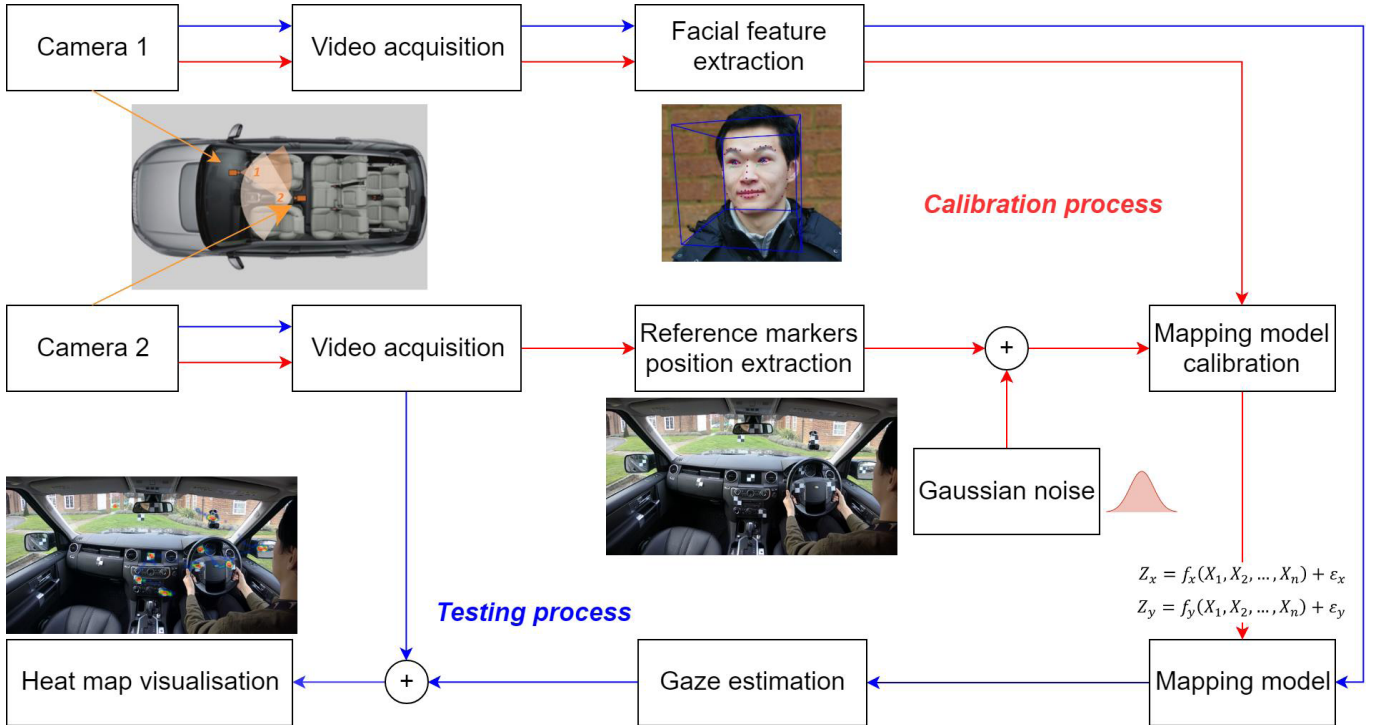 Camera 1
Video acquisition
Facial feature
extraction
1
2
Calibration process
Camera 2
Video acquisition
Reference markers
position extraction
+
Mapping model
calibration
Gaussian noise
Z_x = f_x(X_1, X_2, ..., X_n) + ε_x
Z_y = f_y(X_1, X_2, ..., X_n) + ε_y
Testing process
Heat map visualisation
+
Gaze estimation
Mapping model